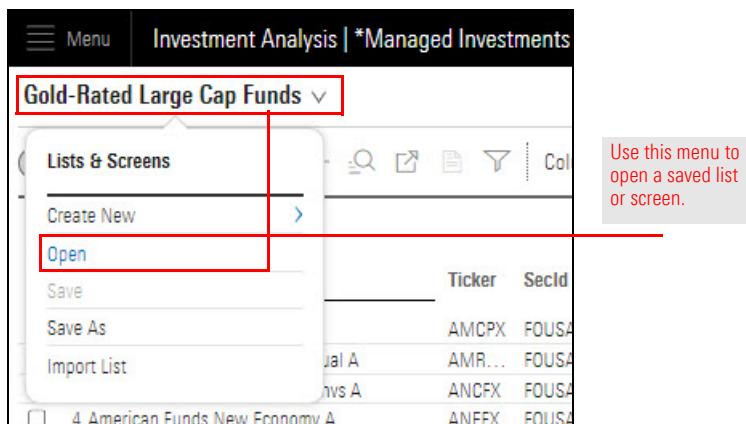 Menu
Investment Analysis | *Managed Investments
Gold-Rated Large Cap Funds
Lists & Screens
Col
Create New
Open
Save
Save As
Import List
Ticker SecId
AMCPX FOUSA
ual A AMR... FOUSA
nvs A ANCFX FOUSA
4 American Funds New Economy A ANEFX FOUSA
Use this menu to
open a saved list
or screen.